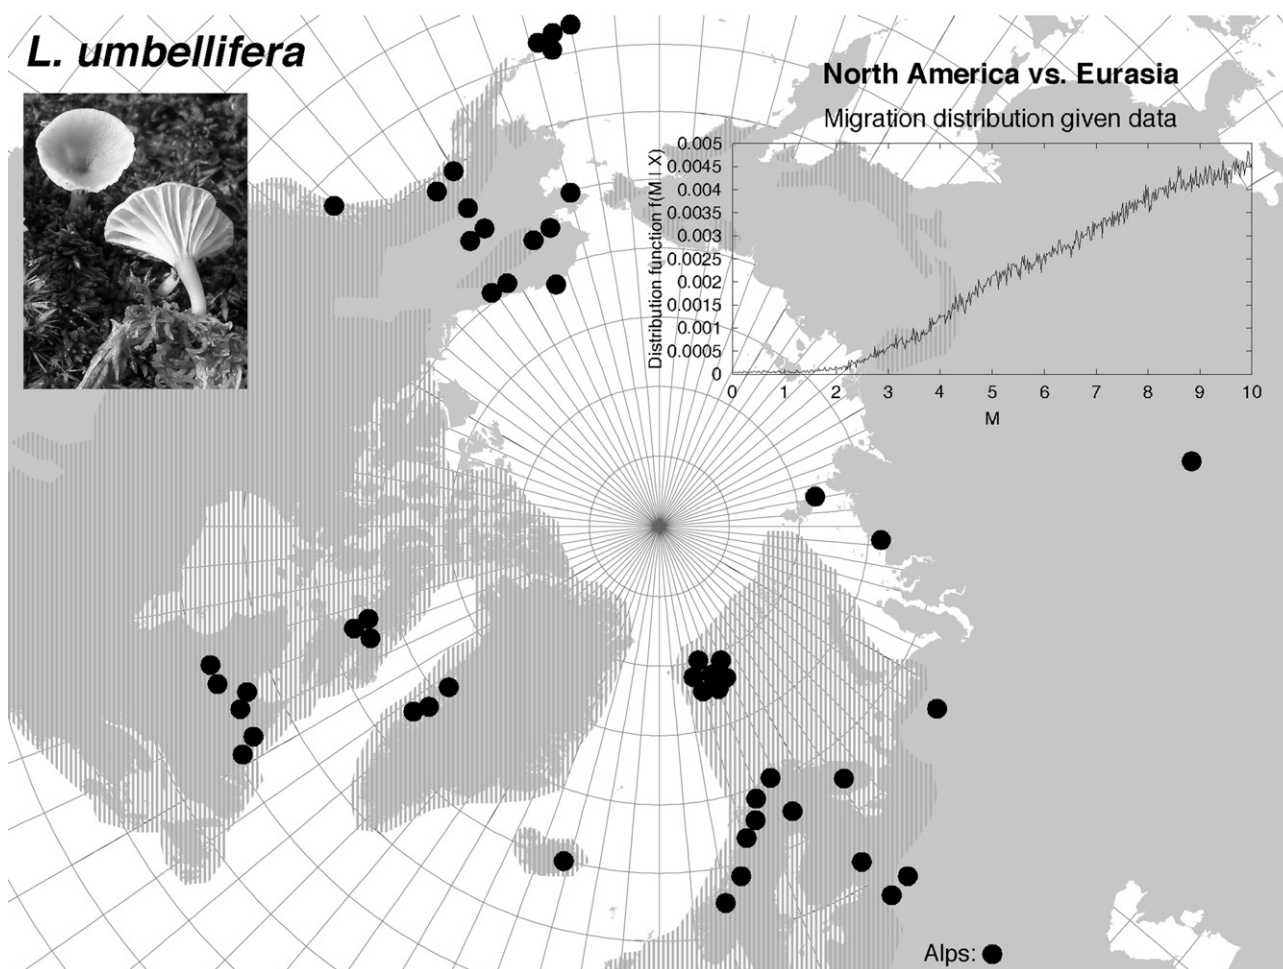 L. umbellifera
North America vs. Eurasia
Migration distribution given data
Distribution function f(M | X)
0.005
0.0045
0.004
0.0035
0.003
0.0025
0.002
0.0015
0.001
0.0005
0
0 1 2 3 4 5 6 7 8 9 10
M
Alps: